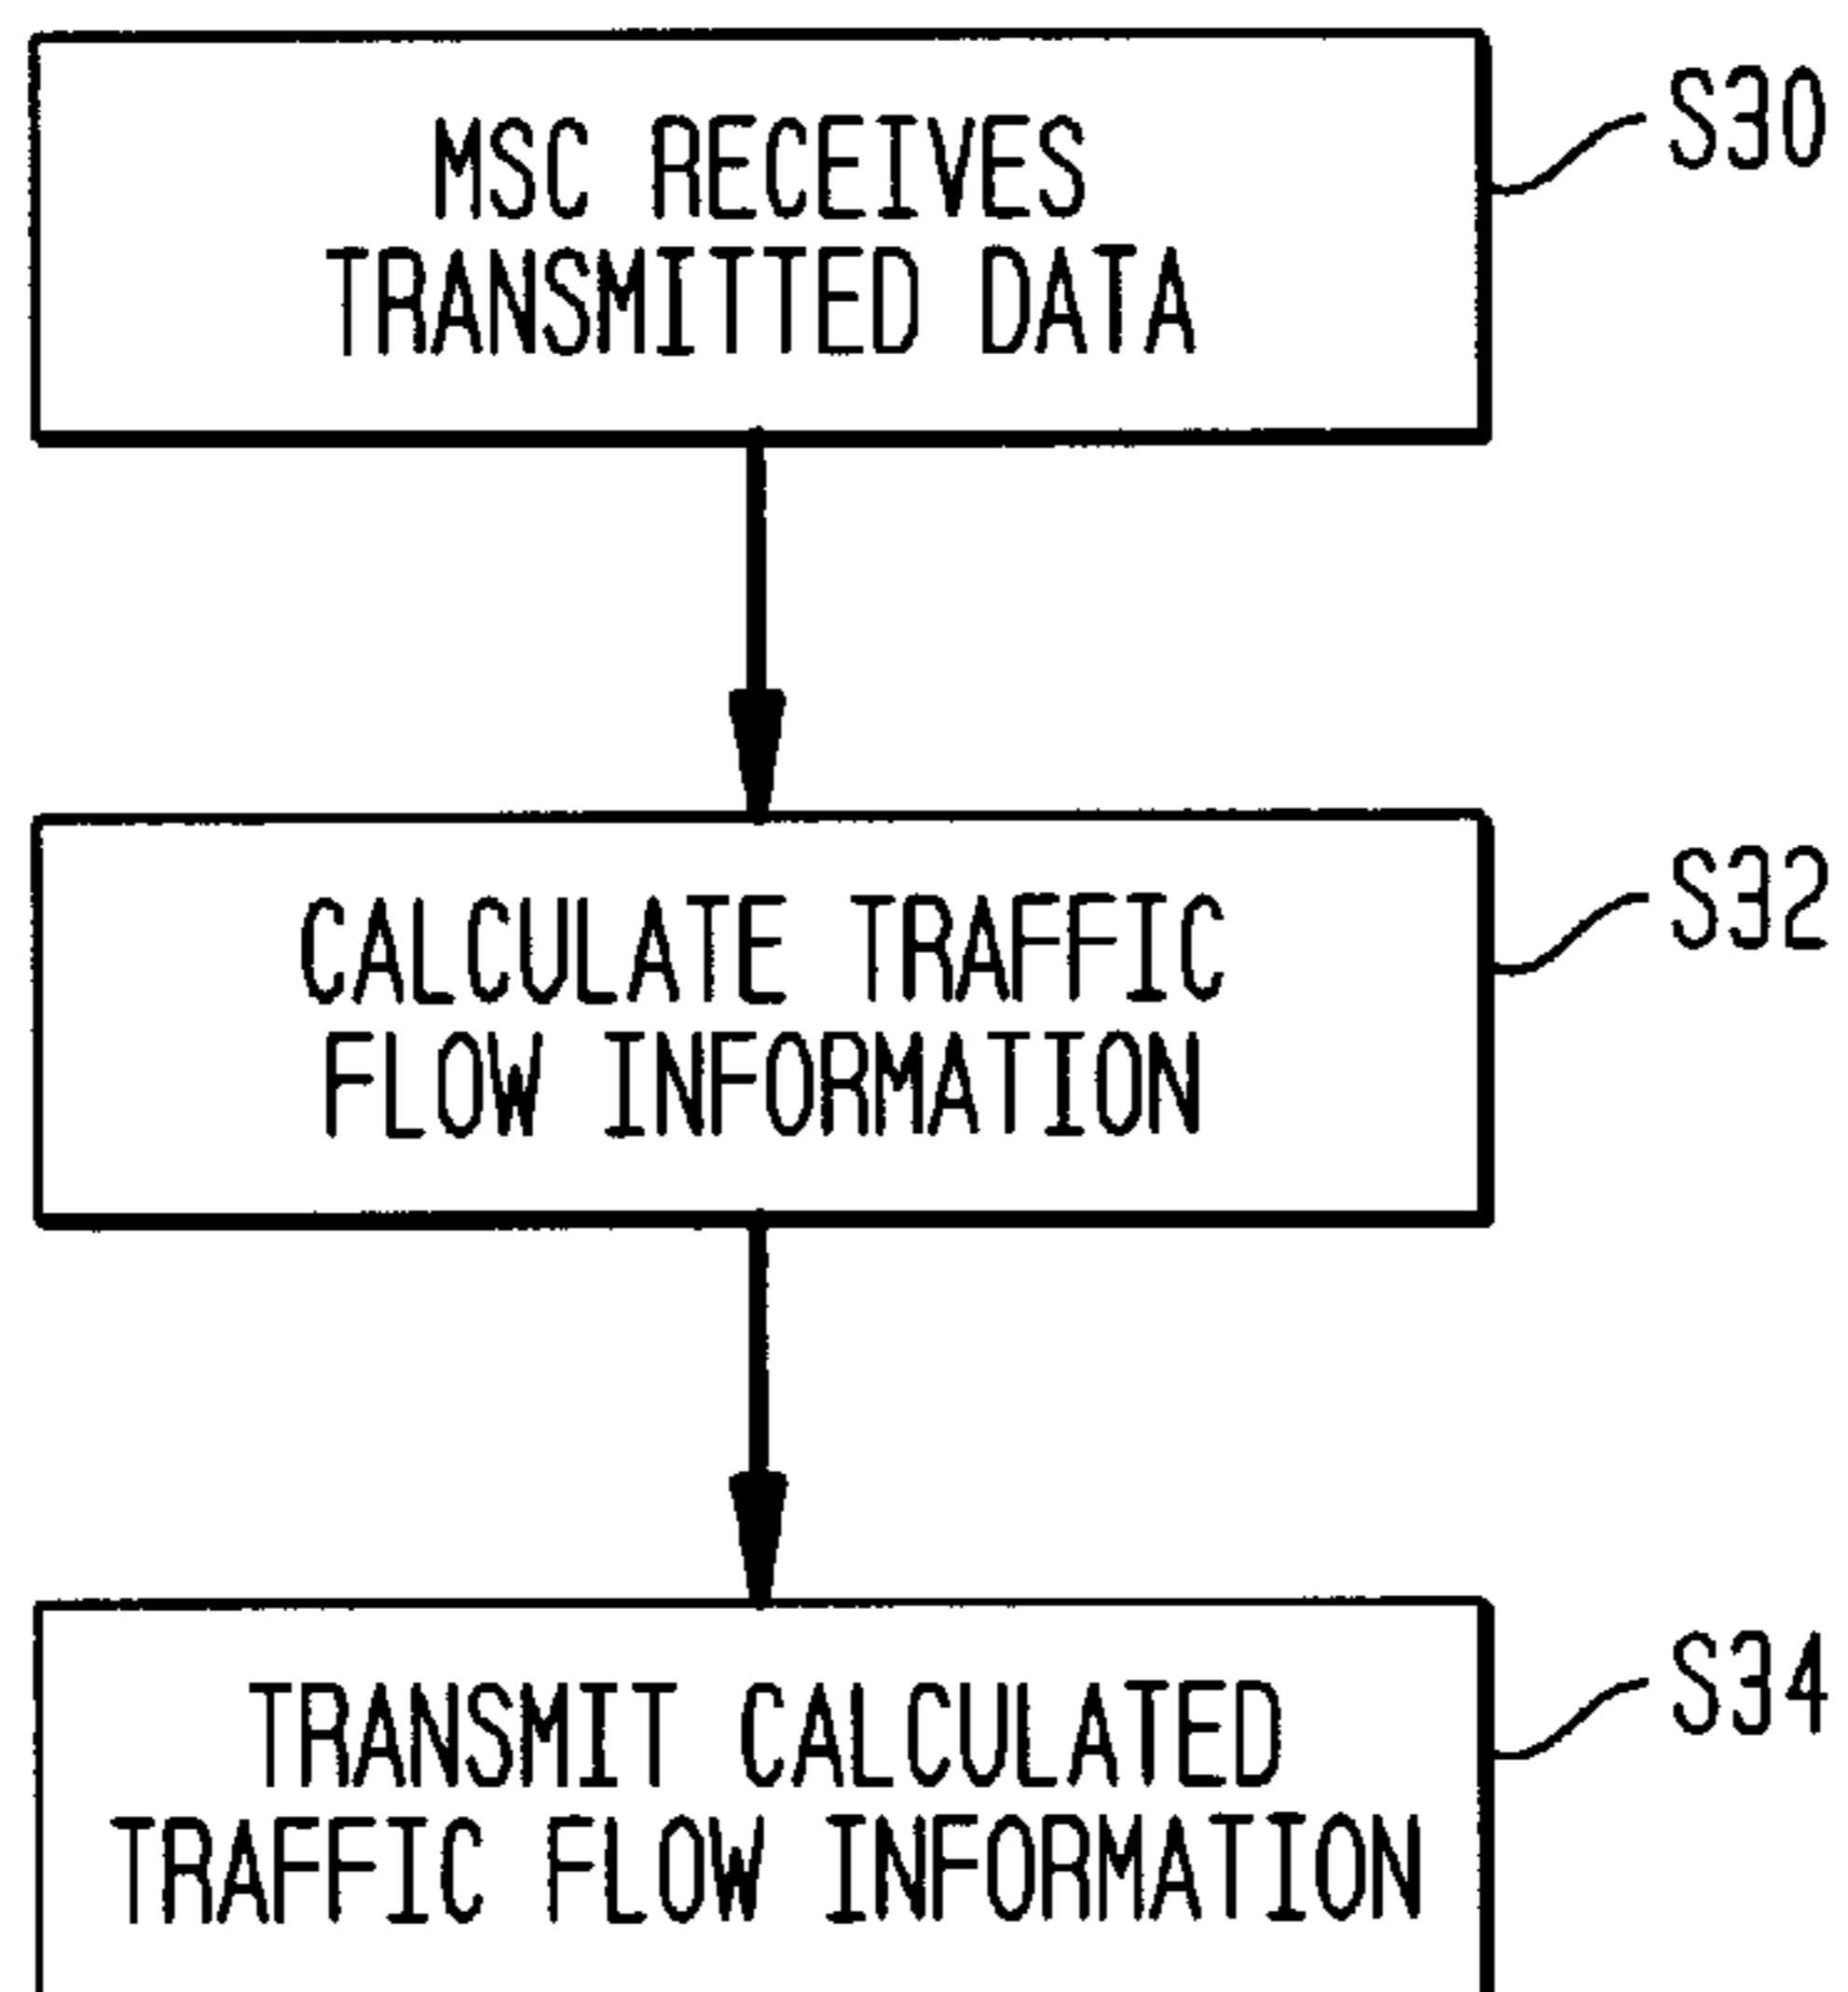 MSC RECEIVES
TRANSMITTED DATA
S30
CALCULATE TRAFFIC
FLOW INFORMATION
S32
TRANSMIT CALCULATED
TRAFFIC FLOW INFORMATION
S34